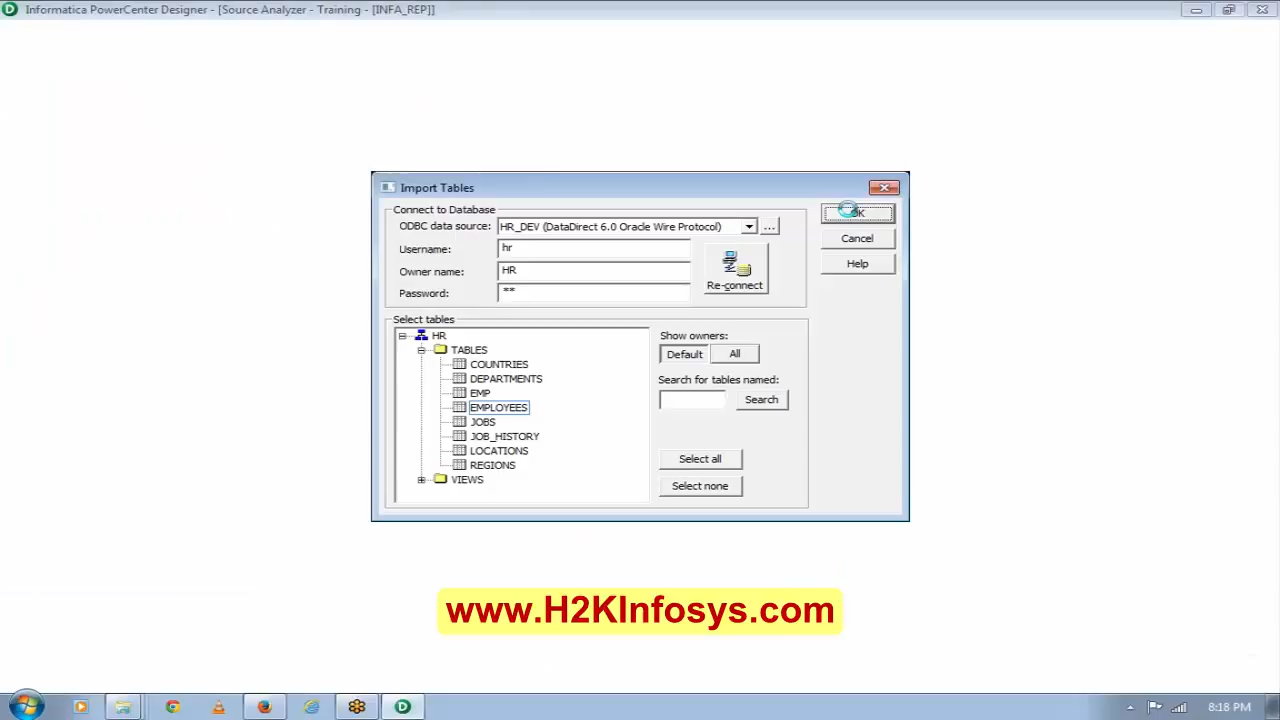 Informatica PowerCenter Designer - [Source Analyzer - Training - [INFA_REP]]
Import Tables
Connect to Database
ODBC data source: HR_DEV (DataDirect 6.0 Oracle Wire Protocol) ...
Username: hr
Owner name: HR
Password: **
Re-connect
OK
Cancel
Help
Select tables
HR
TABLES
COUNTRIES
DEPARTMENTS
EMP
EMPLOYEES
JOBS
JOB_HISTORY
LOCATIONS
REGIONS
VIEWS
Show owners:
Default All
Search for tables named:
Search
Select all
Select none
www.H2KInfosys.com
8:18 PM